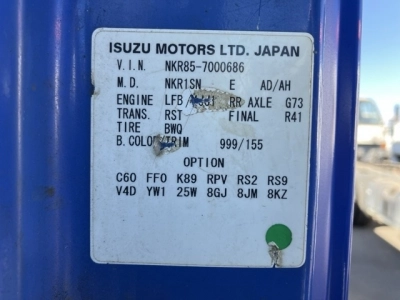 ISUZU MOTORS LTD. JAPAN
V.I.N. NKR85-7000686
M.D. NKR1SN E AD/AH
ENGINE LFB/4JJ1 RR AXLE G73
TRANS. RST FINAL R41
TIRE BWQ
B.COLOR/TRIM 999/155
OPTION
C60 FF0 K89 RPV RS2 RS9
V4D YW1 25W 8GJ 8JM 8KZ